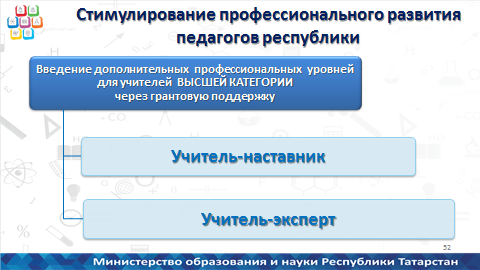 Стимулирование профессионального развития
педагогов республики
Введение дополнительных профессиональных уровней
для учителей ВЫСШЕЙ КАТЕГОРИИ
через грантовую поддержку
Учитель-наставник
Учитель-эксперт
52
Министерство образования и науки Республики Татарстан